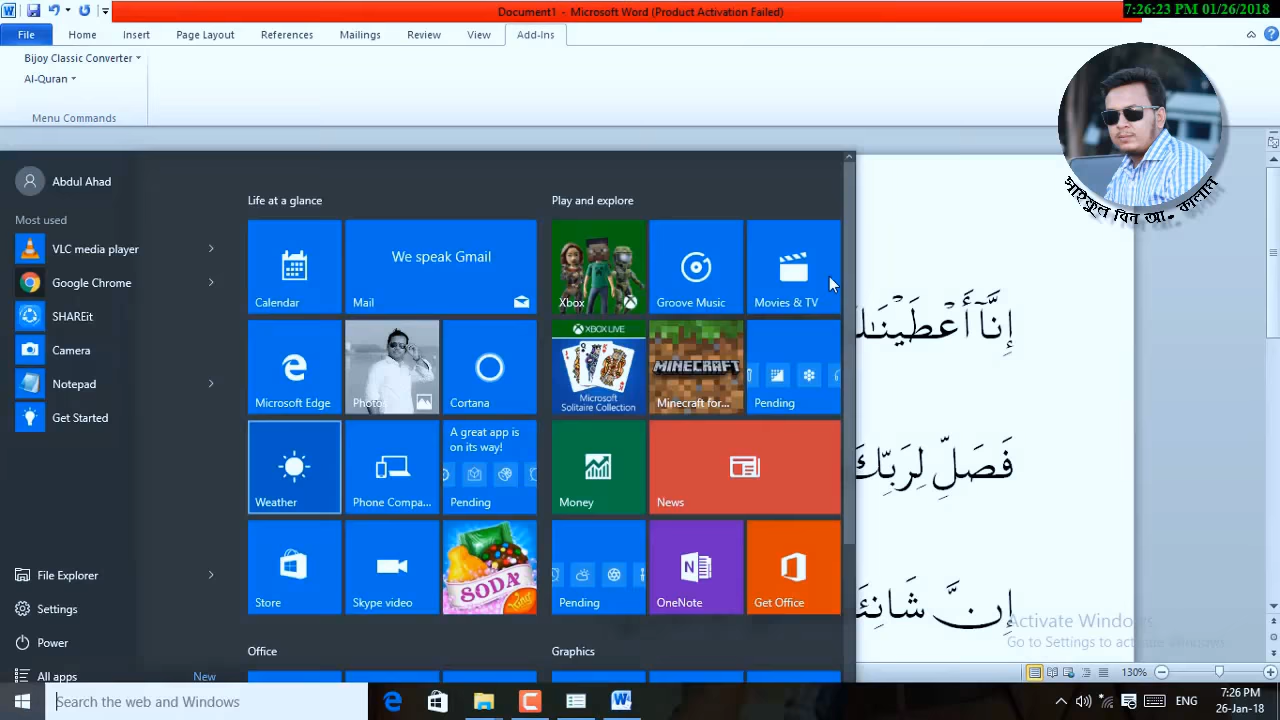 Document1 - Microsoft Word (Product Activation Failed)
7:26:23 PM 01/26/2018
File Home Insert Page Layout References Mailings Review View Add-Ins
Bijoy Classic Converter
Al-Quran
Menu Commands
সাইফুল বিন আ. কালাম
Abdul Ahad
Most used
VLC media player
Google Chrome
SHAREit
Camera
Notepad
Get Started
File Explorer
Settings
Power
All apps New
Life at a glance
Calendar
We speak Gmail
Mail
Microsoft Edge
Photos
Cortana
Weather
Phone Compa...
A great app is
on its way!
Pending
Store
Skype video
SODA
Office
Play and explore
Xbox
Groove Music
Movies & TV
XBOX LIVE
Microsoft
Solitaire Collection
MINECRAFT
Minecraft for...
Pending
Money
News
Pending
OneNote
Get Office
Graphics
إِنَّآ أَعْطَيْنَـٰ
فَصَلِّ لِرَبِّكَ
إِنَّ شَانِئَ
Activate Windows
Go to Settings to activate Windows.
130%
Search the web and Windows
ENG
7:26 PM
26-Jan-18